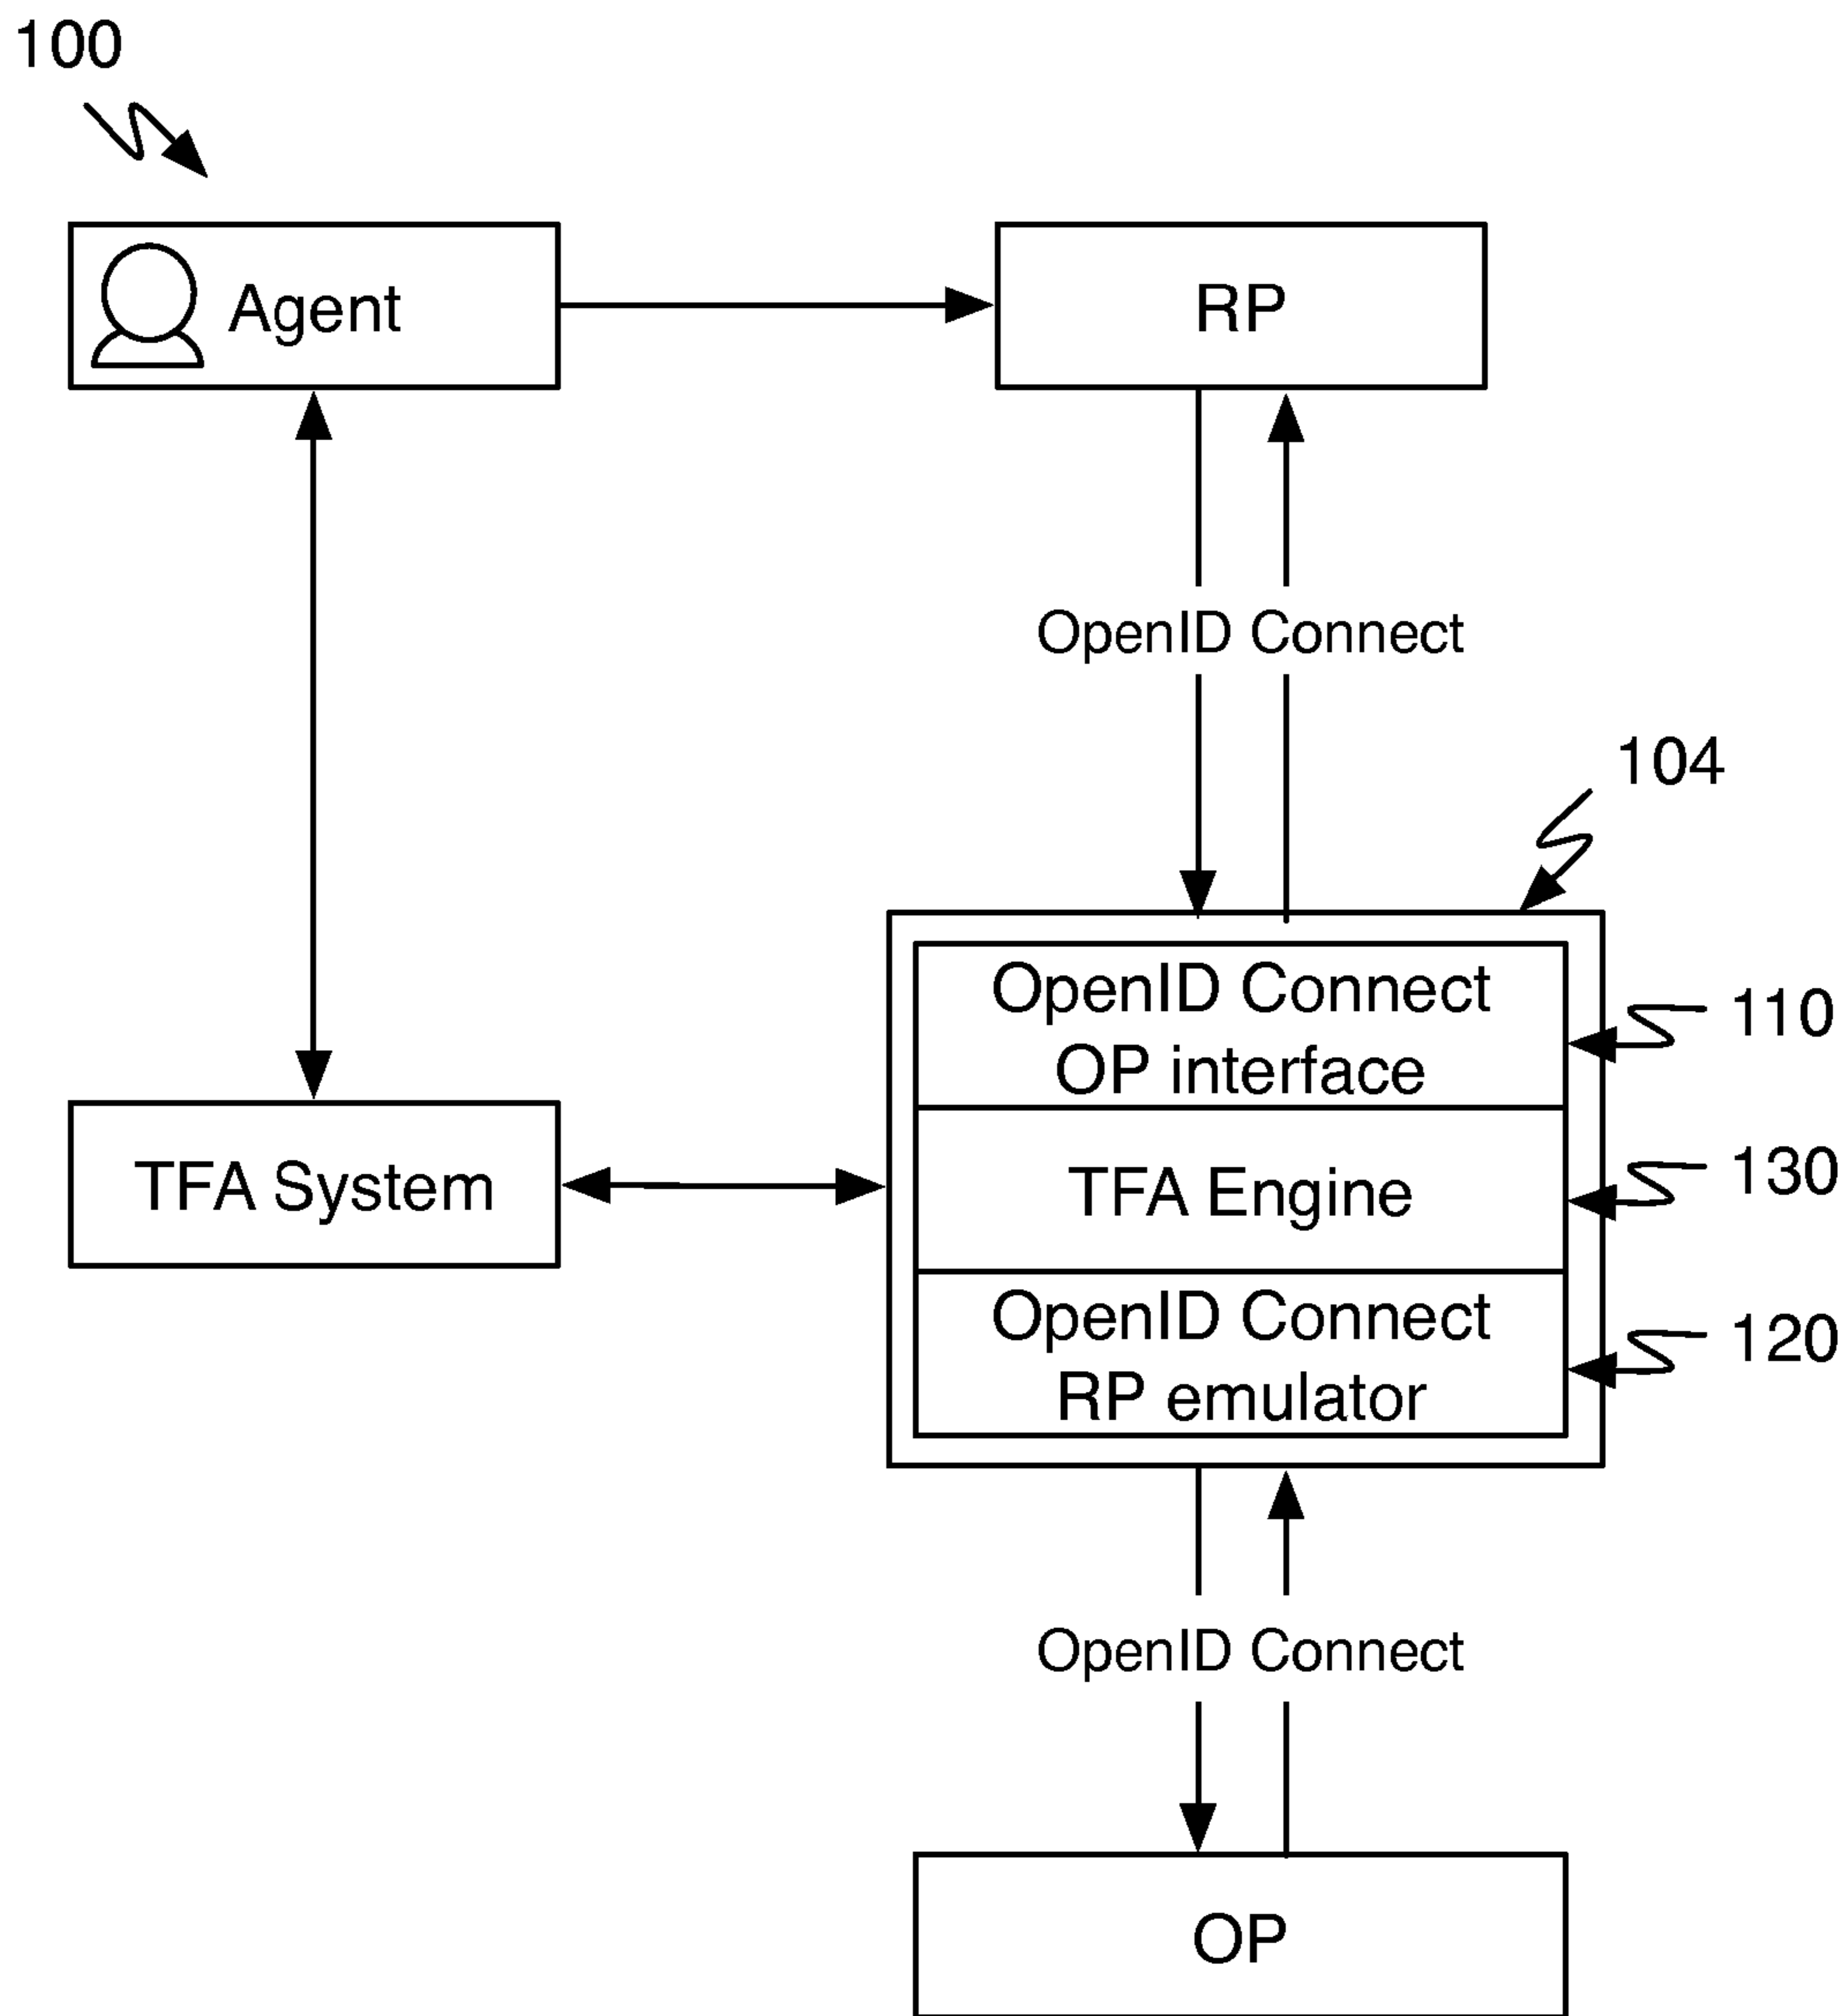 100
Agent
RP
OpenID Connect
104
OpenID Connect
OP interface
110
TFA System
TFA Engine
130
OpenID Connect
RP emulator
120
OpenID Connect
OP